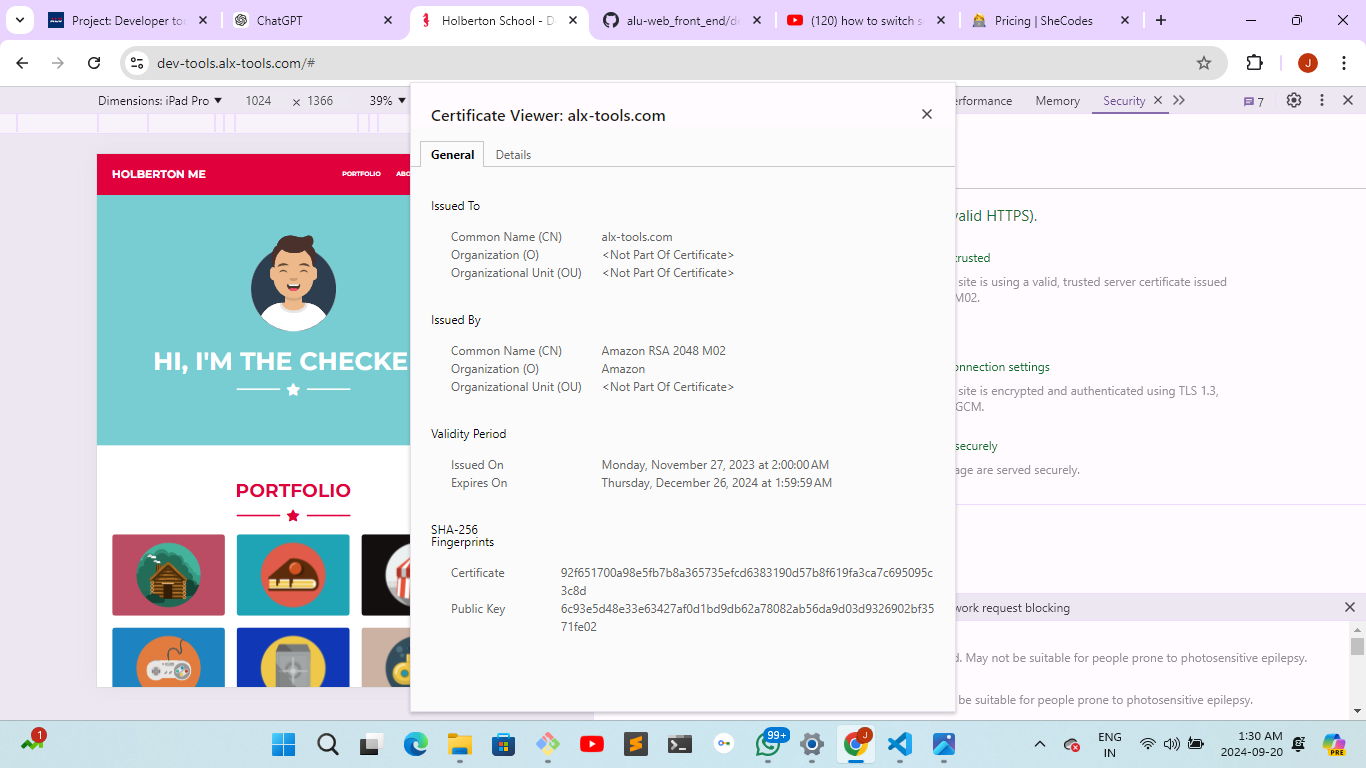 Project: Developer too
ChatGPT
Holberton School - D
alu-web_front_end/de
(120) how to switch s
Pricing | SheCodes
dev-tools.alx-tools.com/#
J
Dimensions: iPad Pro
1024 × 1366
39%
erformance
Memory
Security
7
Certificate Viewer: alx-tools.com
General
Details
Issued To
Common Name (CN) alx-tools.com
Organization (O) <Not Part Of Certificate>
Organizational Unit (OU) <Not Part Of Certificate>
Issued By
Common Name (CN) Amazon RSA 2048 M02
Organization (O) Amazon
Organizational Unit (OU) <Not Part Of Certificate>
Validity Period
Issued On Monday, November 27, 2023 at 2:00:00 AM
Expires On Thursday, December 26, 2024 at 1:59:59 AM
SHA-256
Fingerprints
Certificate 92f651700a98e5fb7b8a365735efcd6383190d57b8f619fa3ca7c695095c
3c8d
Public Key 6c93e5d48e33e63427af0d1bd9db62a78082ab56da9d03d9326902bf35
71fe02
HOLBERTON ME
PORTFOLIO
ABO
HI, I'M THE CHECKE
PORTFOLIO
valid HTTPS).
trusted
site is using a valid, trusted server certificate issued
M02.
onnection settings
site is encrypted and authenticated using TLS 1.3,
GCM.
securely
age are served securely.
work request blocking
d. May not be suitable for people prone to photosensitive epilepsy.
be suitable for people prone to photosensitive epilepsy.
1
99+
J
ENG
IN
1:30 AM
2024-09-20
PRE